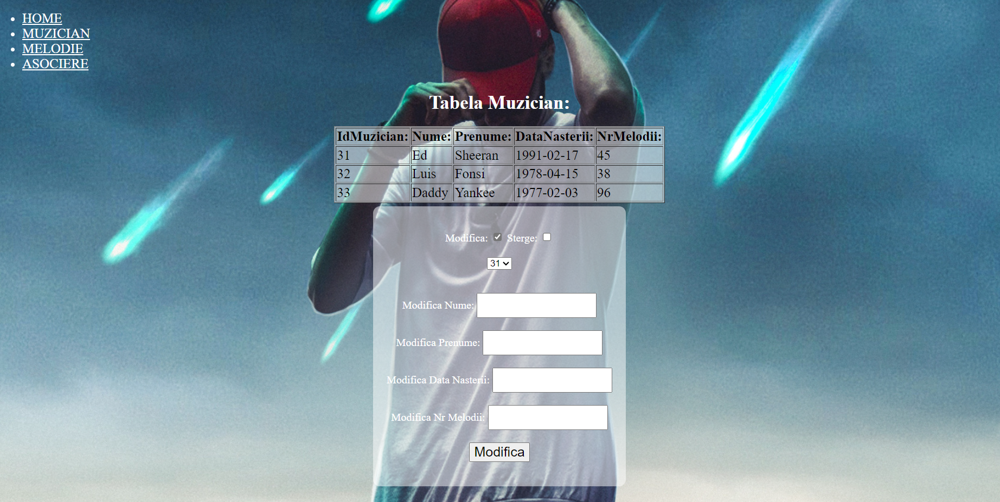 HOME
MUZICIAN
MELODIE
ASOCIERE
Tabela Muzician:
IdMuzician: Nume: Prenume: DataNasterii: NrMelodii:
31 Ed Sheeran 1991-02-17 45
32 Luis Fonsi 1978-04-15 38
33 Daddy Yankee 1977-02-03 96
Modifica: Sterge:
31
Modifica Nume:
Modifica Prenume:
Modifica Data Nasterii:
Modifica Nr Melodii:
Modifica